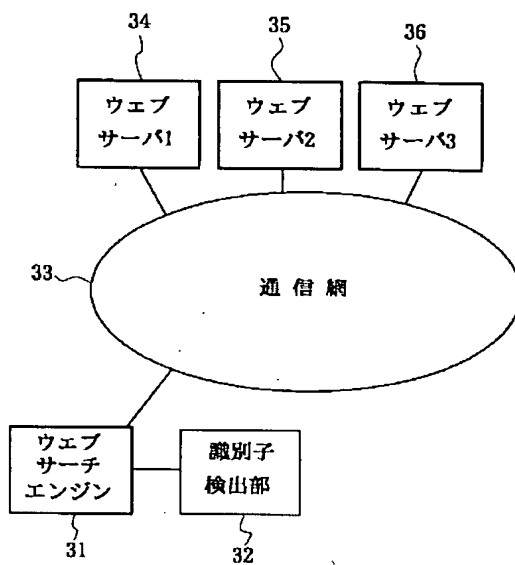 34
35
36
ウェブ
サーバ1
ウェブ
サーバ2
ウェブ
サーバ3
33
通信網
ウェブ
サーチ
エンジン
識別子
検出部
31
32